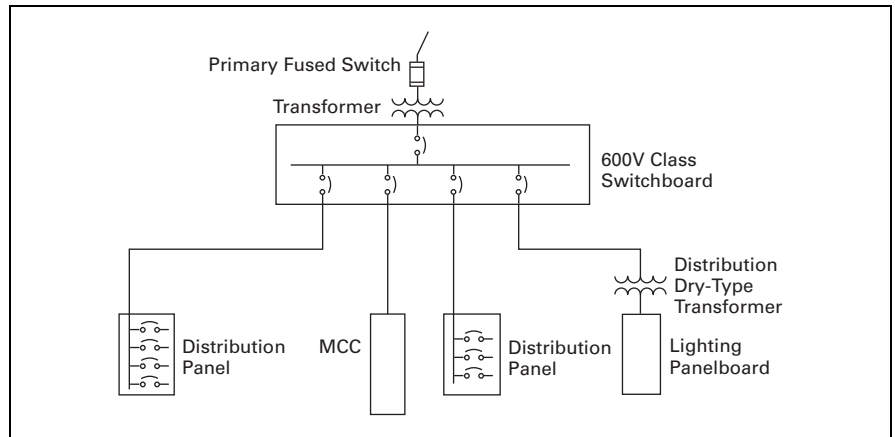 Primary Fused Switch
Transformer
600V Class
Switchboard
Distribution
Dry-Type
Transformer
Distribution
Panel
MCC
Distribution
Panel
Lighting
Panelboard